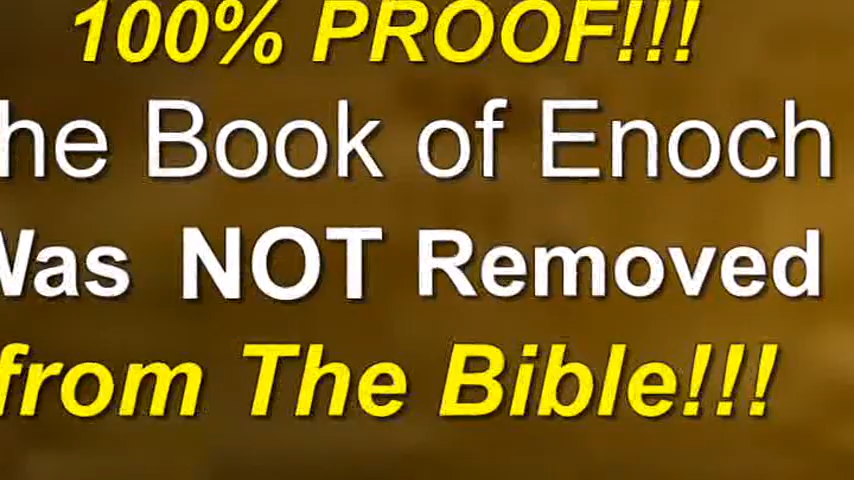 100% PROOF!!!
he Book of Enoch
Was NOT Removed
from The Bible!!!